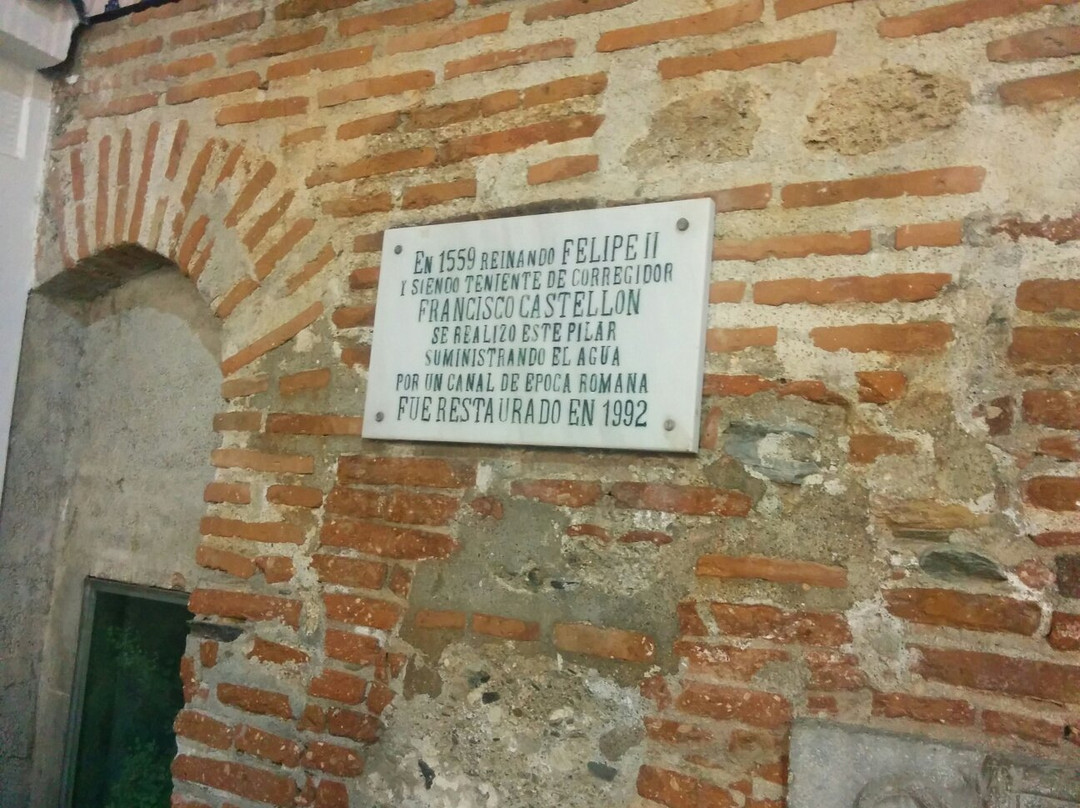 EN 1559 REINANDO FELIPE II
Y SIENDO TENIENTE DE CORREGIDOR
FRANCISCO CASTELLON
SE REALIZO ESTE PILAR
SUMINISTRANDO EL AGUA
POR UN CANAL DE EPOCA ROMANA
FUE RESTAURADO EN 1992